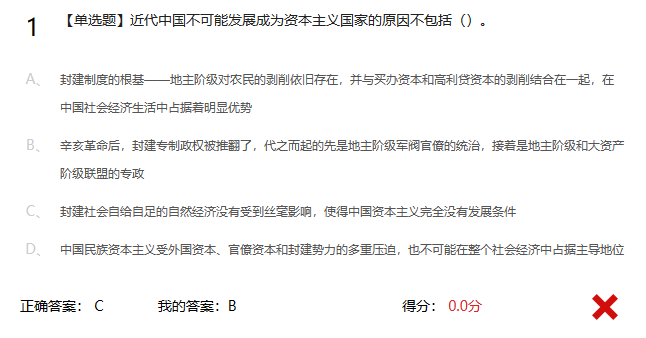 1 【单选题】近代中国不可能发展成为资本主义国家的原因不包括（）。
A、 封建制度的根基——地主阶级对农民的剥削依旧存在，并与买办资本和高利贷资本的剥削结合在一起，在
中国社会经济生活中占据着明显优势
B、 辛亥革命后，封建专制政权被推翻了，代之而起的先是地主阶级军阀官僚的统治，接着是地主阶级和大资产
阶级联盟的专政
C、 封建社会自给自足的自然经济没有受到丝毫影响，使得中国资本主义完全没有发展条件
D、 中国民族资本主义受外国资本、官僚资本和封建势力的多重压迫，也不可能在整个社会经济中占据主导地位
正确答案： C 我的答案：B 得分： 0.0分